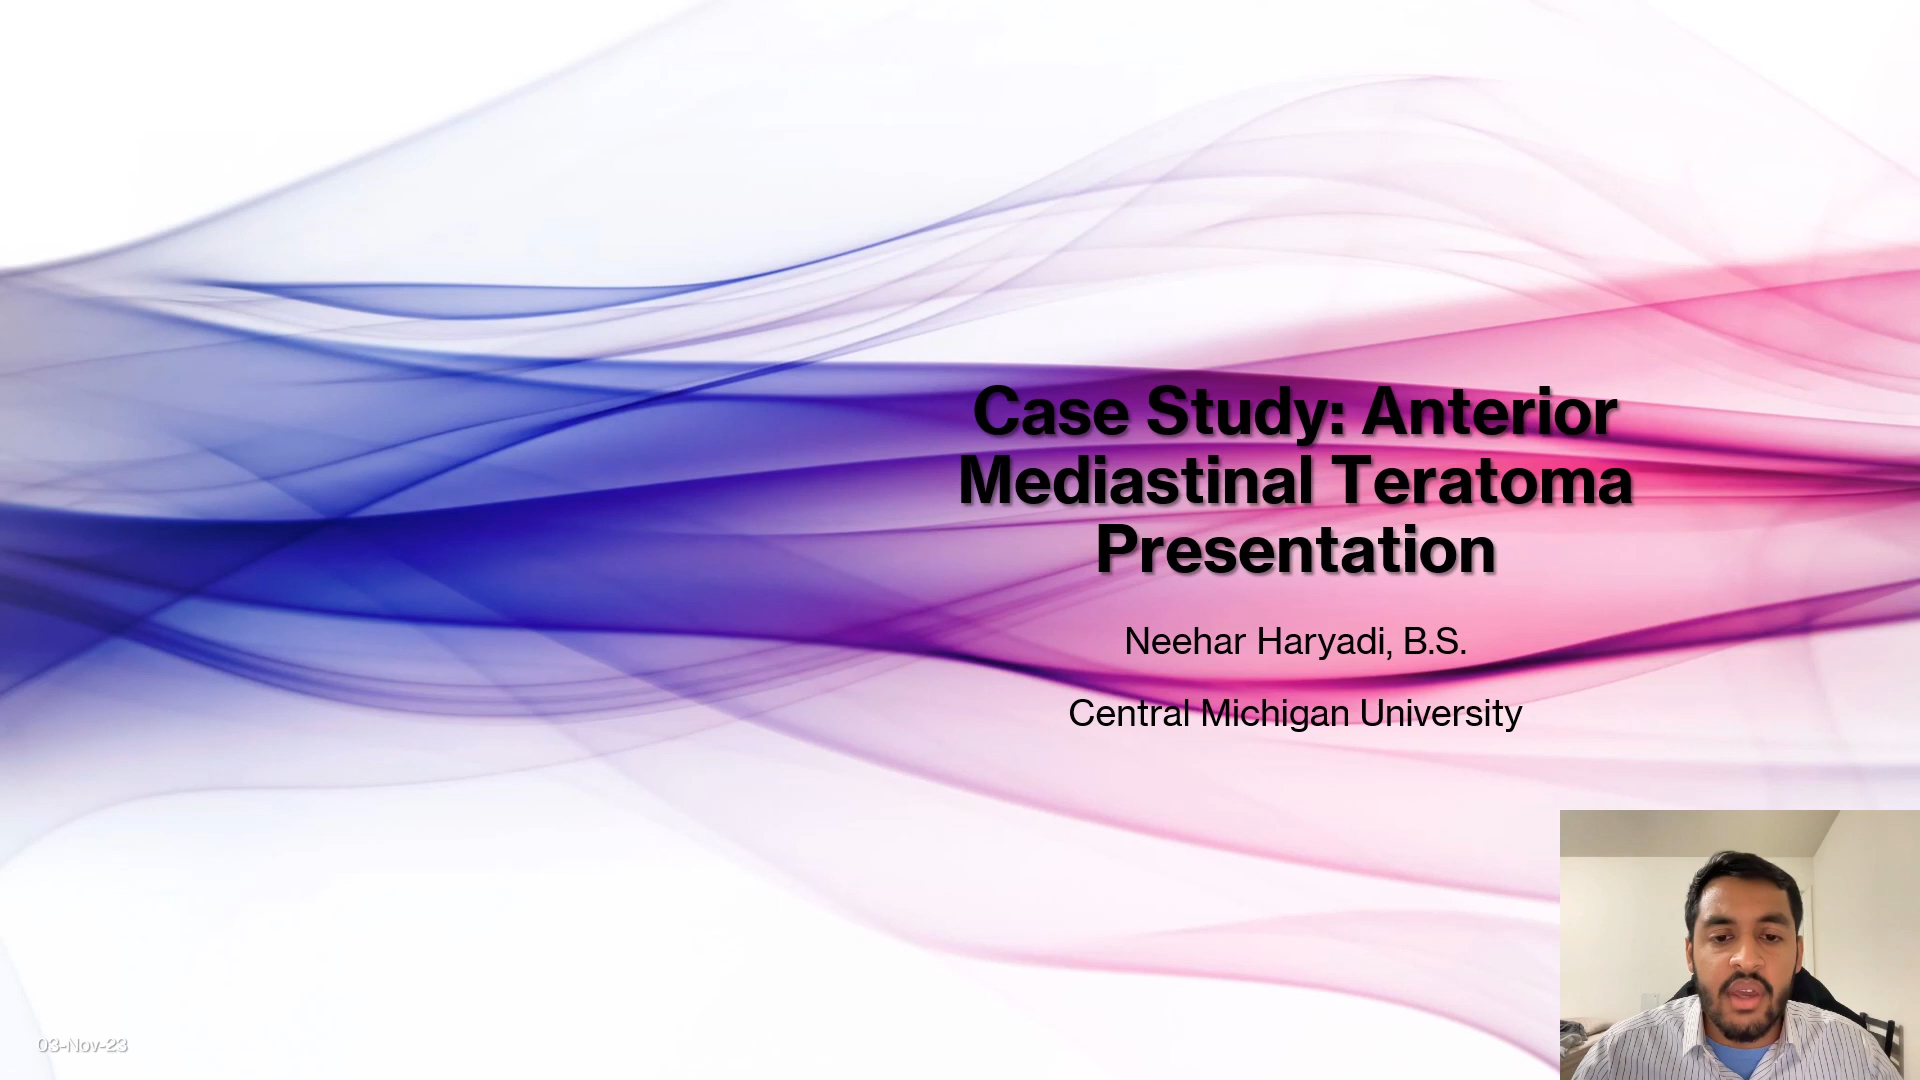 Case Study: Anterior
Mediastinal Teratoma
Presentation
Neehar Haryadi, B.S.
Central Michigan University
03-Nov-23